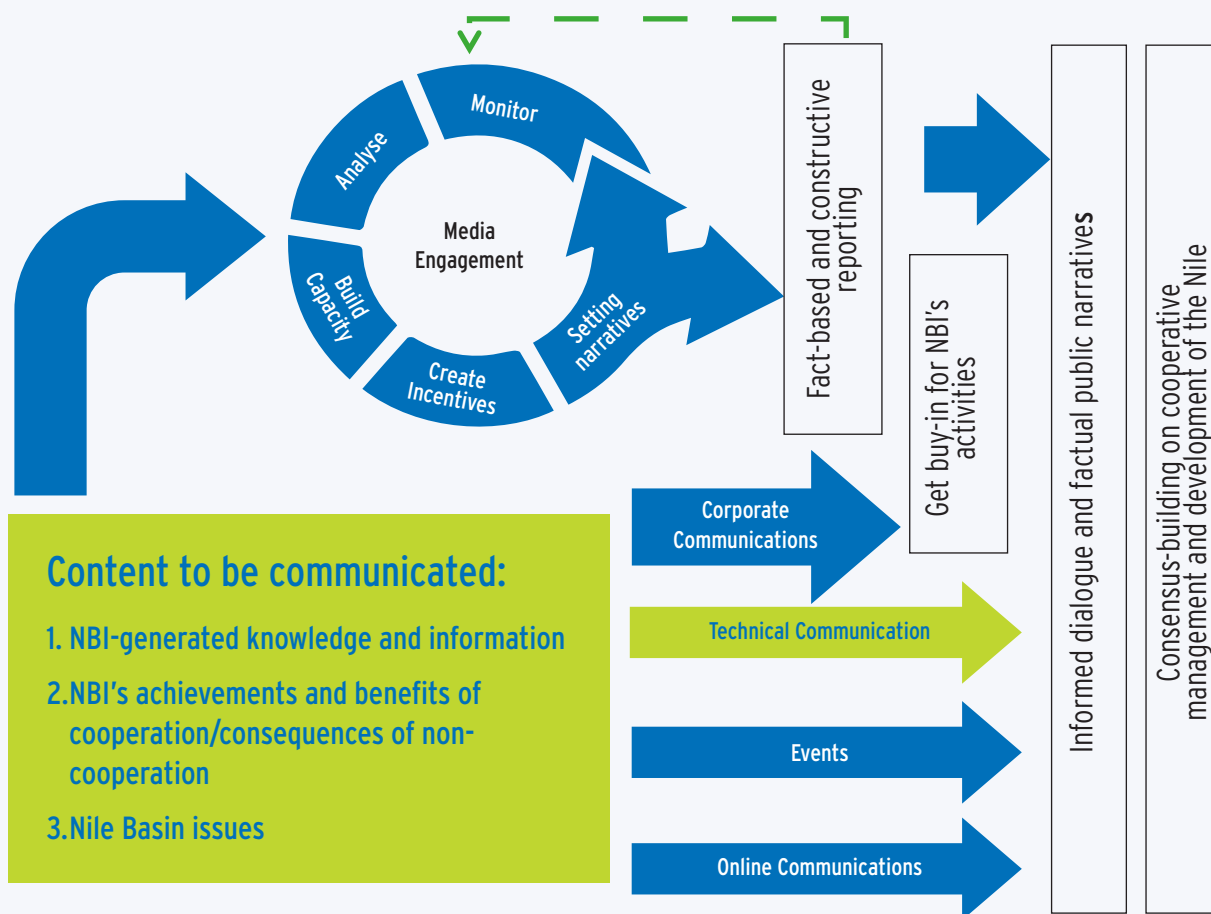 Monitor
Analyse
Media
Engagement
Build
Capacity
Create
Incentives
Setting
narratives
Fact-based and constructive
reporting
Get buy-in for NBI's
activities
Informed dialogue and factual public narratives
Consensus-building on cooperative
management and development of the Nile
Corporate
Communications
Technical Communication
Events
Online Communications
Content to be communicated:
1. NBI-generated knowledge and information
2.NBI's achievements and benefits of
cooperation/consequences of non-
cooperation
3.Nile Basin issues